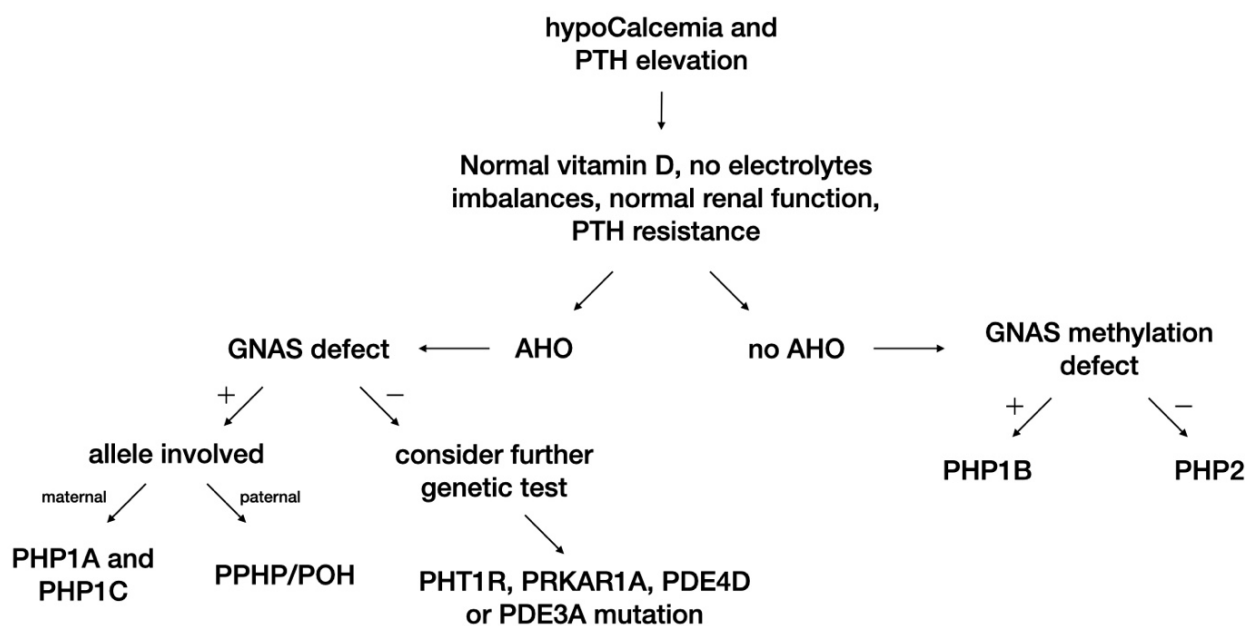 hypoCalcemia and
PTH elevation
Normal vitamin D, no electrolytes
imbalances, normal renal function,
PTH resistance
GNAS defect
AHO
no AHO
GNAS methylation
defect
+
−
+
−
allele involved
consider further
genetic test
PHP1B
PHP2
maternal
paternal
PHP1A and
PHP1C
PPHP/POH
PHT1R, PRKAR1A, PDE4D
or PDE3A mutation